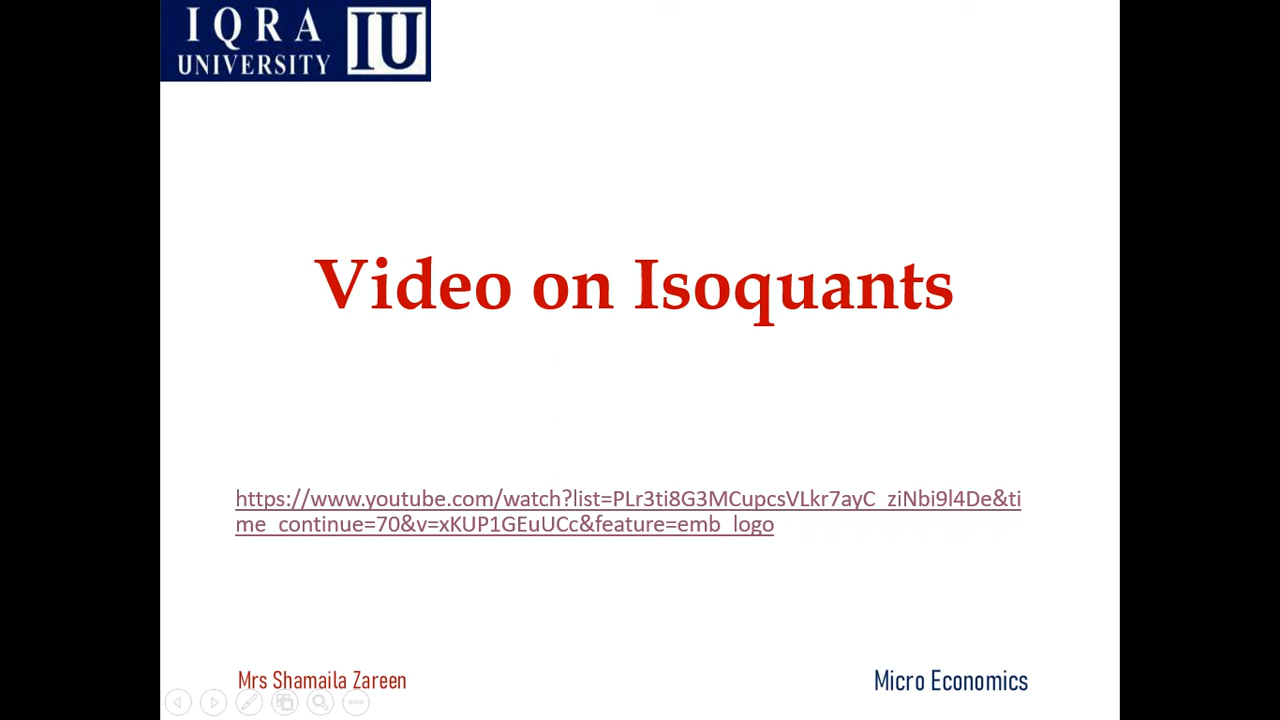 IQRA
UNIVERSITY IU
Video on Isoquants
https://www.youtube.com/watch?list=PLr3ti8G3MCupcsVLkr7ayC_ziNbi9l4De&ti
me_continue=70&v=xKUP1GEuUCc&feature=emb_logo
Mrs Shamaila Zareen
Micro Economics